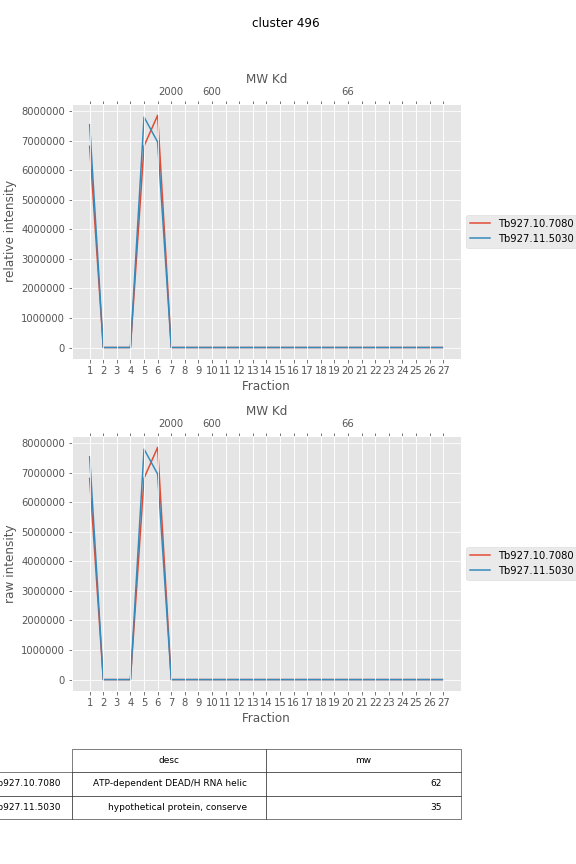 cluster 496
MW Kd
2000 600 66
8000000
7000000
6000000
5000000
4000000
3000000
2000000
1000000
0
relative intensity
1 2 3 4 5 6 7 8 9 10 11 12 13 14 15 16 17 18 19 20 21 22 23 24 25 26 27
Fraction
Tb927.10.7080
Tb927.11.5030
MW Kd
2000 600 66
8000000
7000000
6000000
5000000
4000000
3000000
2000000
1000000
0
raw intensity
1 2 3 4 5 6 7 8 9 10 11 12 13 14 15 16 17 18 19 20 21 22 23 24 25 26 27
Fraction
Tb927.10.7080
Tb927.11.5030
desc mw
b927.10.7080 ATP-dependent DEAD/H RNA helic 62
b927.11.5030 hypothetical protein, conserve 35